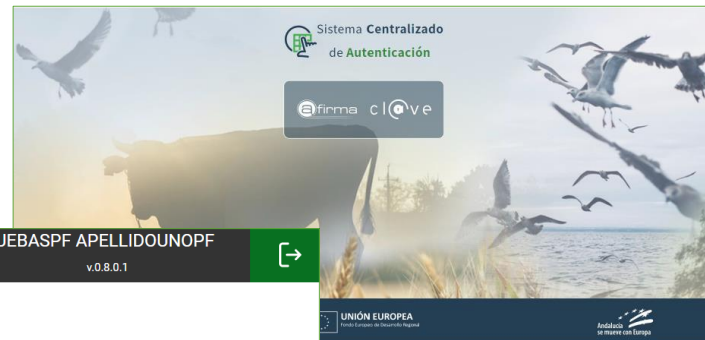 Sistema Centralizado
de Autenticación
@firma cl@ve
UEBASPF APELLIDOUNOPF
v.0.8.0.1
UNIÓN EUROPEA
Fondo Europeo de Desarrollo Regional
Andalucía
se mueve con Europa